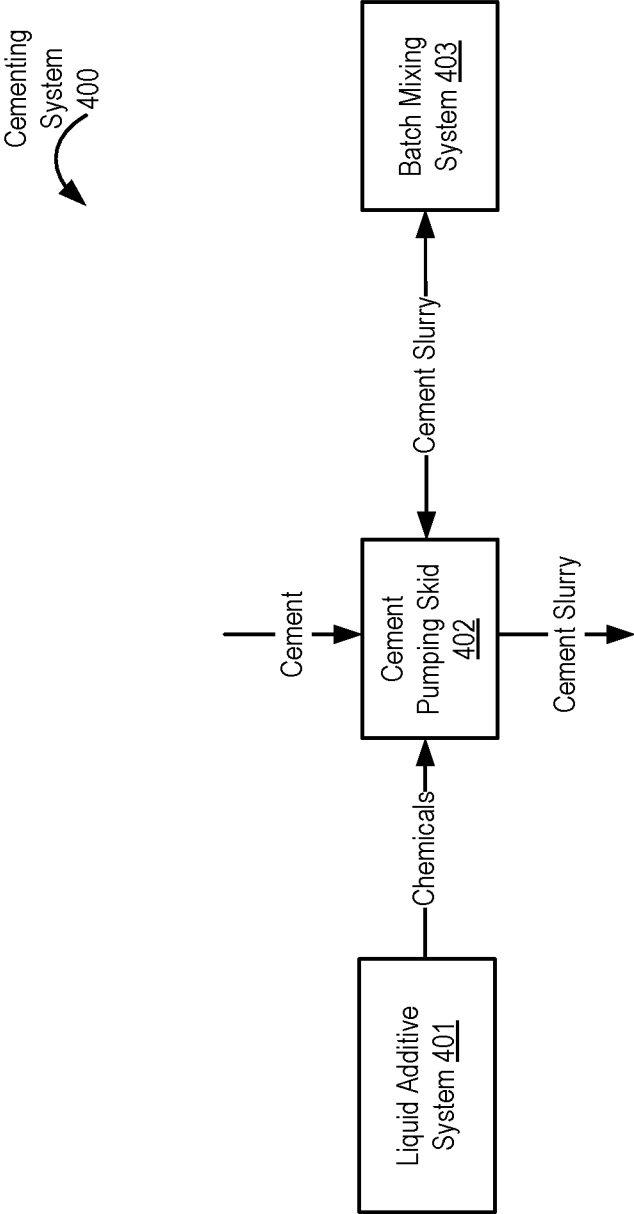 Cementing
System
400
Liquid Additive
System 401
Chemicals
Cement
Cement
Pumping Skid
402
Cement Slurry
Cement Slurry
Batch Mixing
System 403